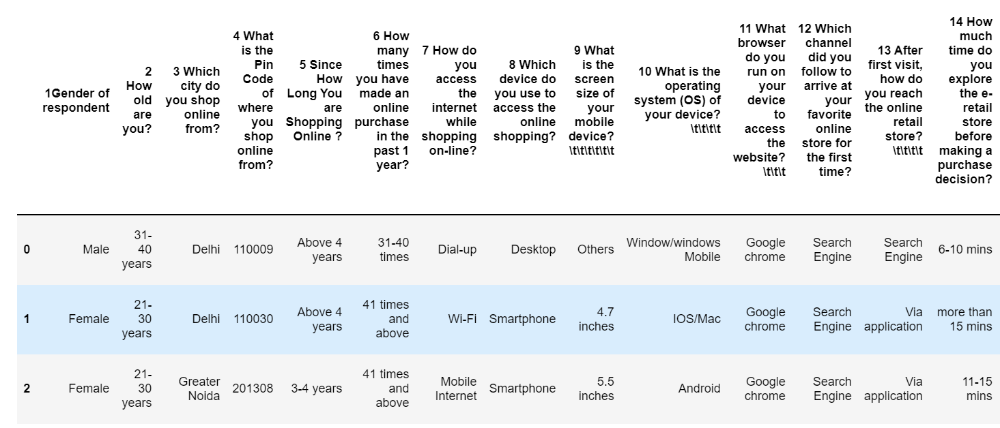 1Gender of
respondent
2
How
old
are
you?
3 Which
city do
you shop
online
from?
4 What
is the
Pin
Code
of
where
you
shop
online
from?
5 Since
How
Long You
are
Shopping
Online ?
6 How
many
times
you have
made an
online
purchase
in the
past 1
year?
7 How do
you
access
the
internet
while
shopping
on-line?
8 Which
device do
you use to
access the
online
shopping?
9 What
is the
screen
size of
your
mobile
device?
\t\t\t\t\t\t
10 What is the
operating
system (OS) of
your device?
\t\t\t\t
11 What
browser
do you
run on
your
device
to
access
the
website?
\t\t\t
12 Which
channel
did you
follow to
arrive at
your
favorite
online
store for
the first
time?
13 After
first visit,
how do
you reach
the online
retail
store?
\t\t\t\t
14 How
much
time do
you
explore
the e-
retail
store
before
making a
purchase
decision?
0
Male
31-
40
years
Delhi
110009
Above 4
years
31-40
times
Dial-up
Desktop
Others
Window/windows
Mobile
Google
chrome
Search
Engine
Search
Engine
6-10 mins
1
Female
21-
30
years
Delhi
110030
Above 4
years
41 times
and
above
Wi-Fi
Smartphone
4.7
inches
IOS/Mac
Google
chrome
Search
Engine
Via
application
more than
15 mins
2
Female
21-
30
years
Greater
Noida
201308
3-4 years
41 times
and
above
Mobile
Internet
Smartphone
5.5
inches
Android
Google
chrome
Search
Engine
Via
application
11-15
mins